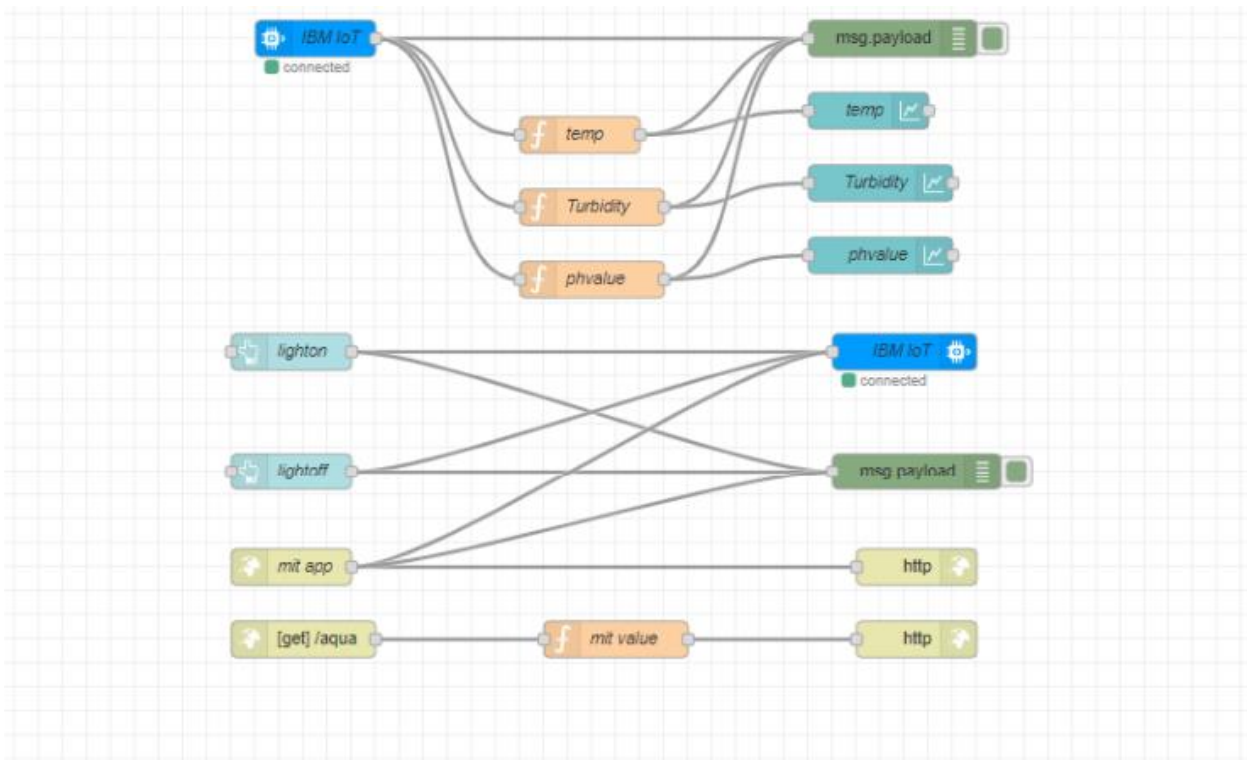 IBM IoT
connected
msg.payload
temp
temp
Turbidity
Turbidity
phvalue
phvalue
lighton
IBM IoT
connected
lightoff
msg.payload
mit app
http
[get] /aqua
mit value
http